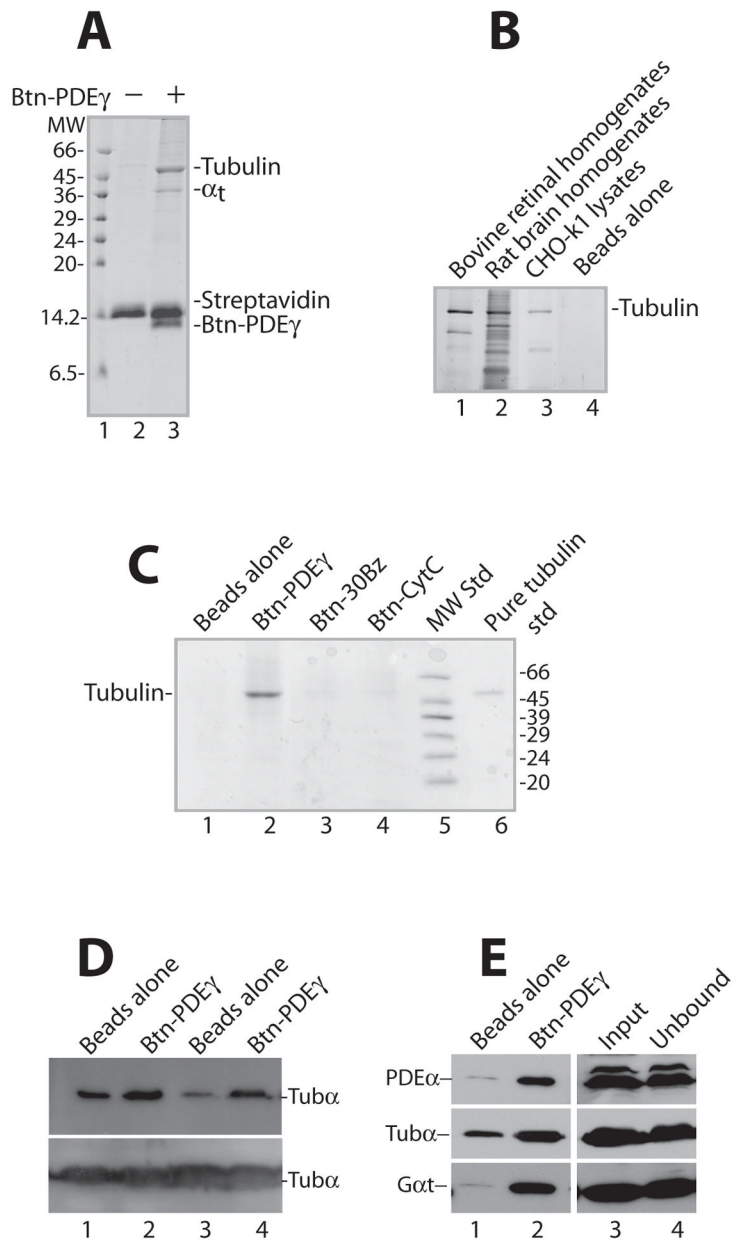 A
Btn-PDEγ − +
MW
66-
45-
36-
29-
24-
20-
14.2-
6.5-
-Tubulin
-αt
-Streptavidin
-Btn-PDEγ
1 2 3
B
Bovine retinal homogenates
Rat brain homogenates
CHO-k1 lysates
Beads alone
-Tubulin
1 2 3 4
C
Beads alone
Btn-PDEγ
Btn-30Bz
Btn-CytC
MW Std
Pure tubulin
std
Tubulin-
-66
-45
-39
-29
-24
-20
1 2 3 4 5 6
D
Beads alone
Btn-PDEγ
Beads alone
Btn-PDEγ
-Tubα
-Tubα
1 2 3 4
E
Beads alone
Btn-PDEγ
Input
Unbound
PDEα–
Tubα–
Gαt–
1 2 3 4